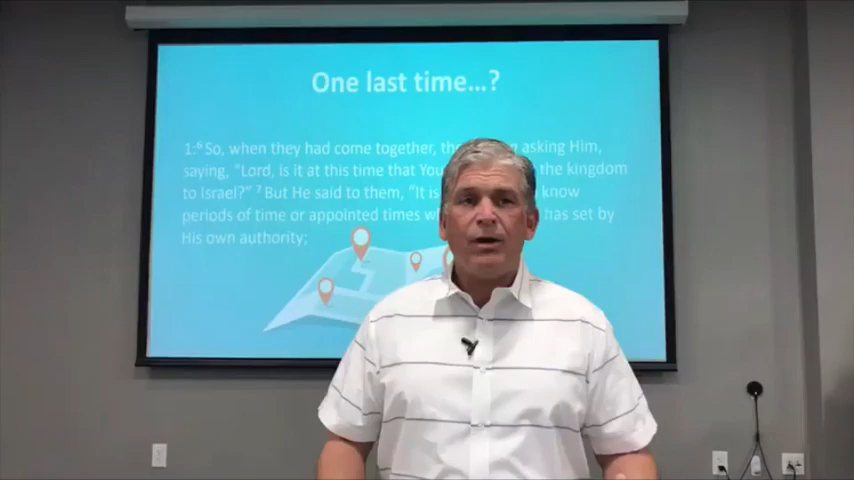 One last time...?
1:6 So, when they had come together, asking Him,
saying, "Lord, is it at this time that You the kingdom
to Israel?" 7 But He said to them, "It is know
periods of time or appointed times has set by
His own authority;